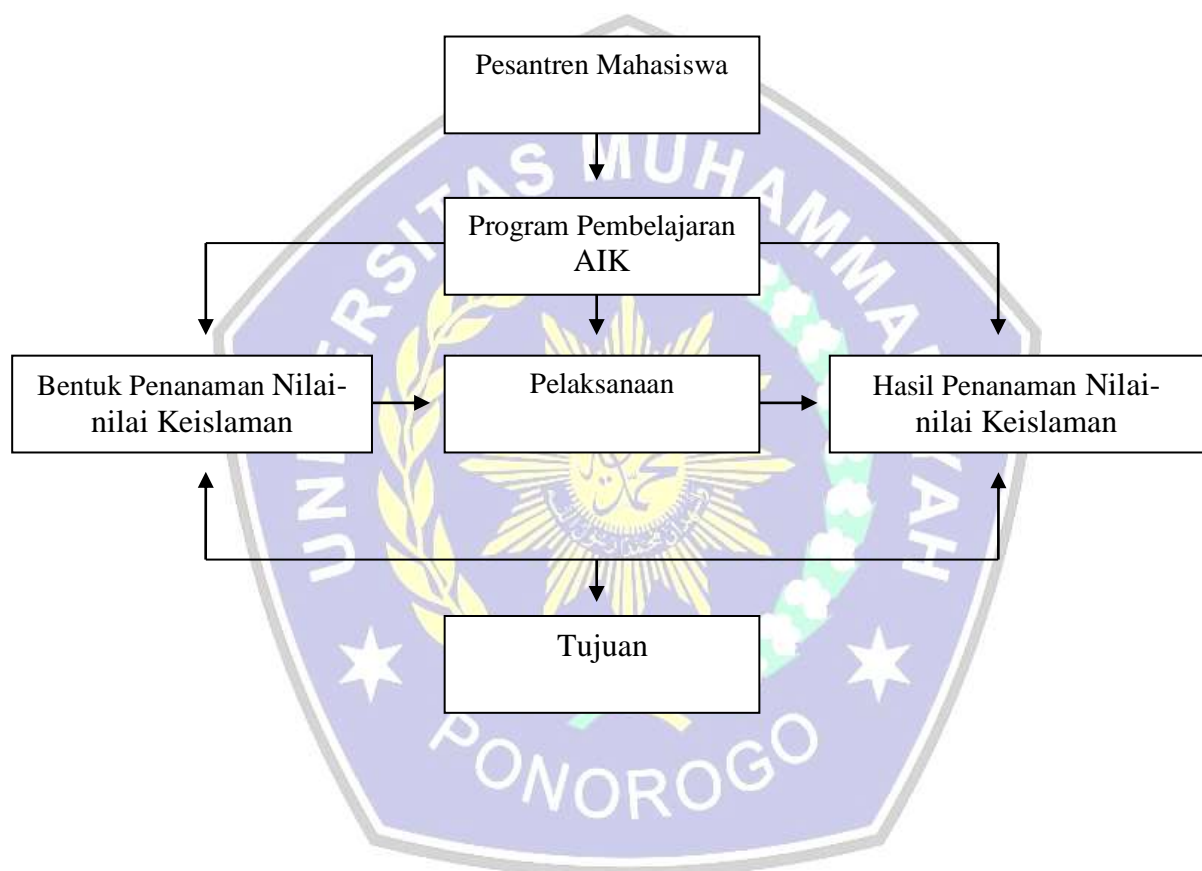 Pesantren Mahasiswa
UNIVERSITAS MUHAMMADIYAH
Program Pembelajaran
AIK
Bentuk Penanaman Nilai-
nilai Keislaman
Pelaksanaan
Hasil Penanaman Nilai-
nilai Keislaman
Tujuan
PONOROGO